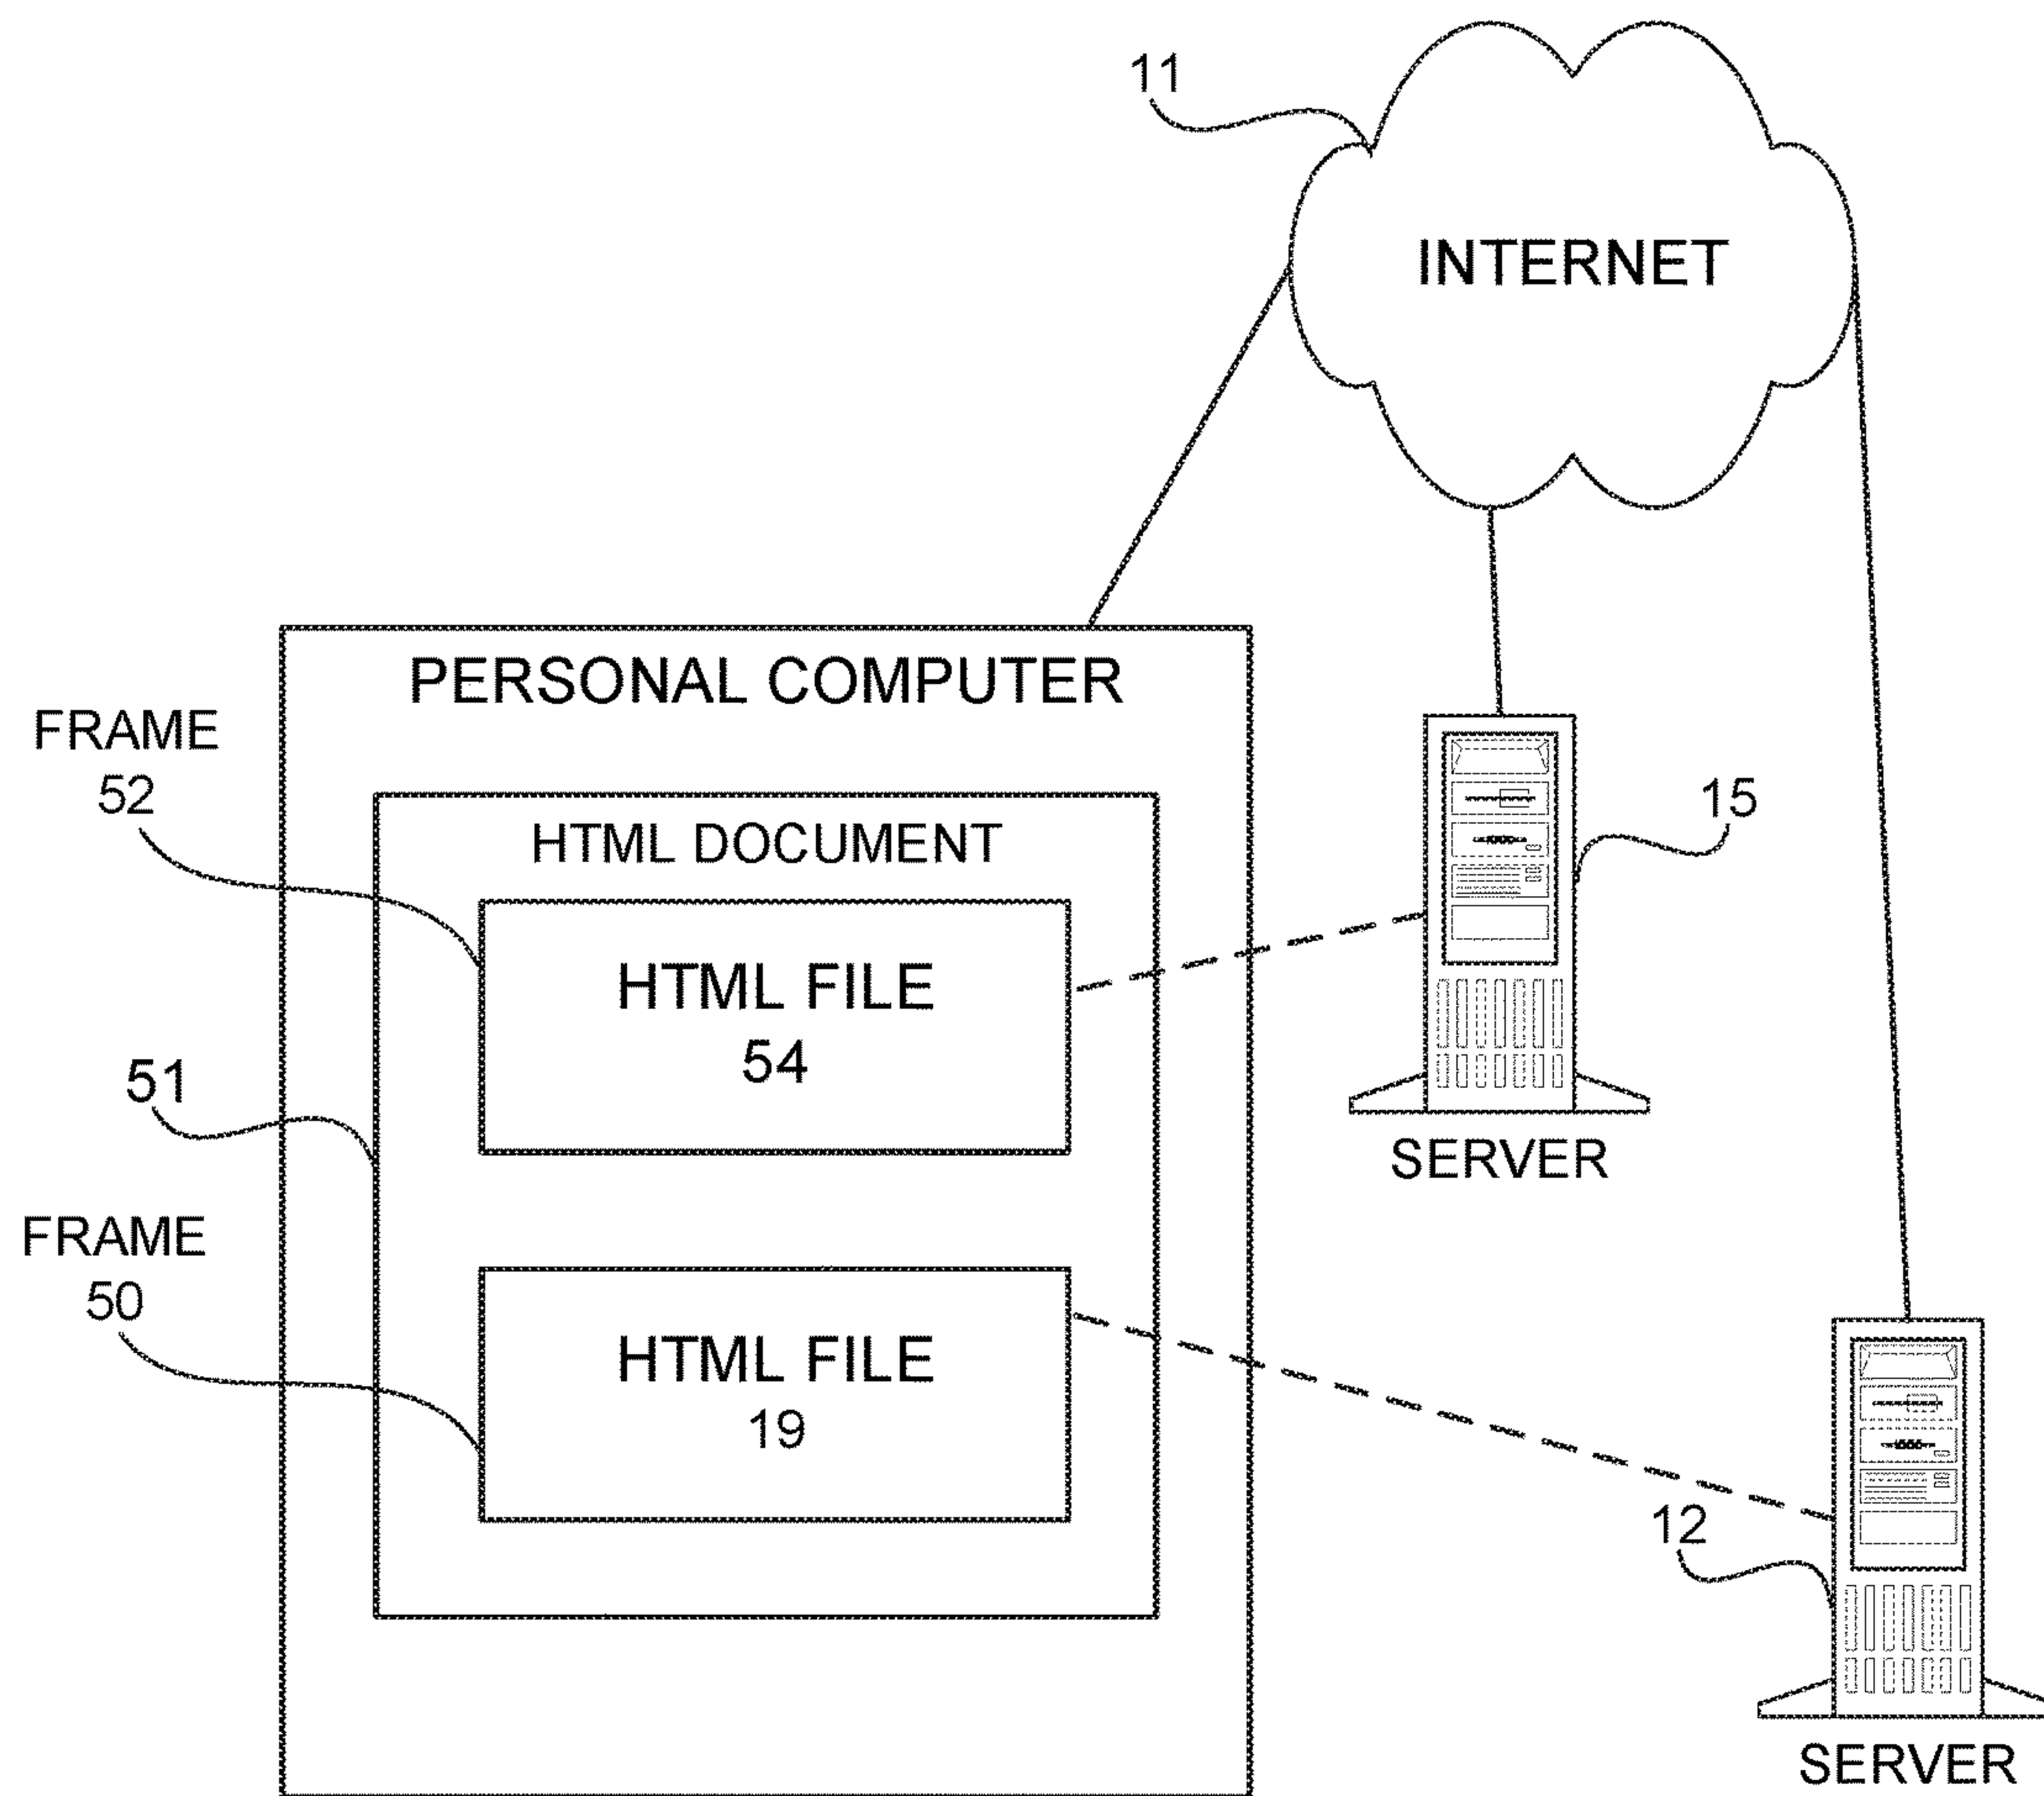 11
INTERNET
PERSONAL COMPUTER
FRAME
52
HTML DOCUMENT
15
HTML FILE
54
51
SERVER
FRAME
50
HTML FILE
19
12
SERVER